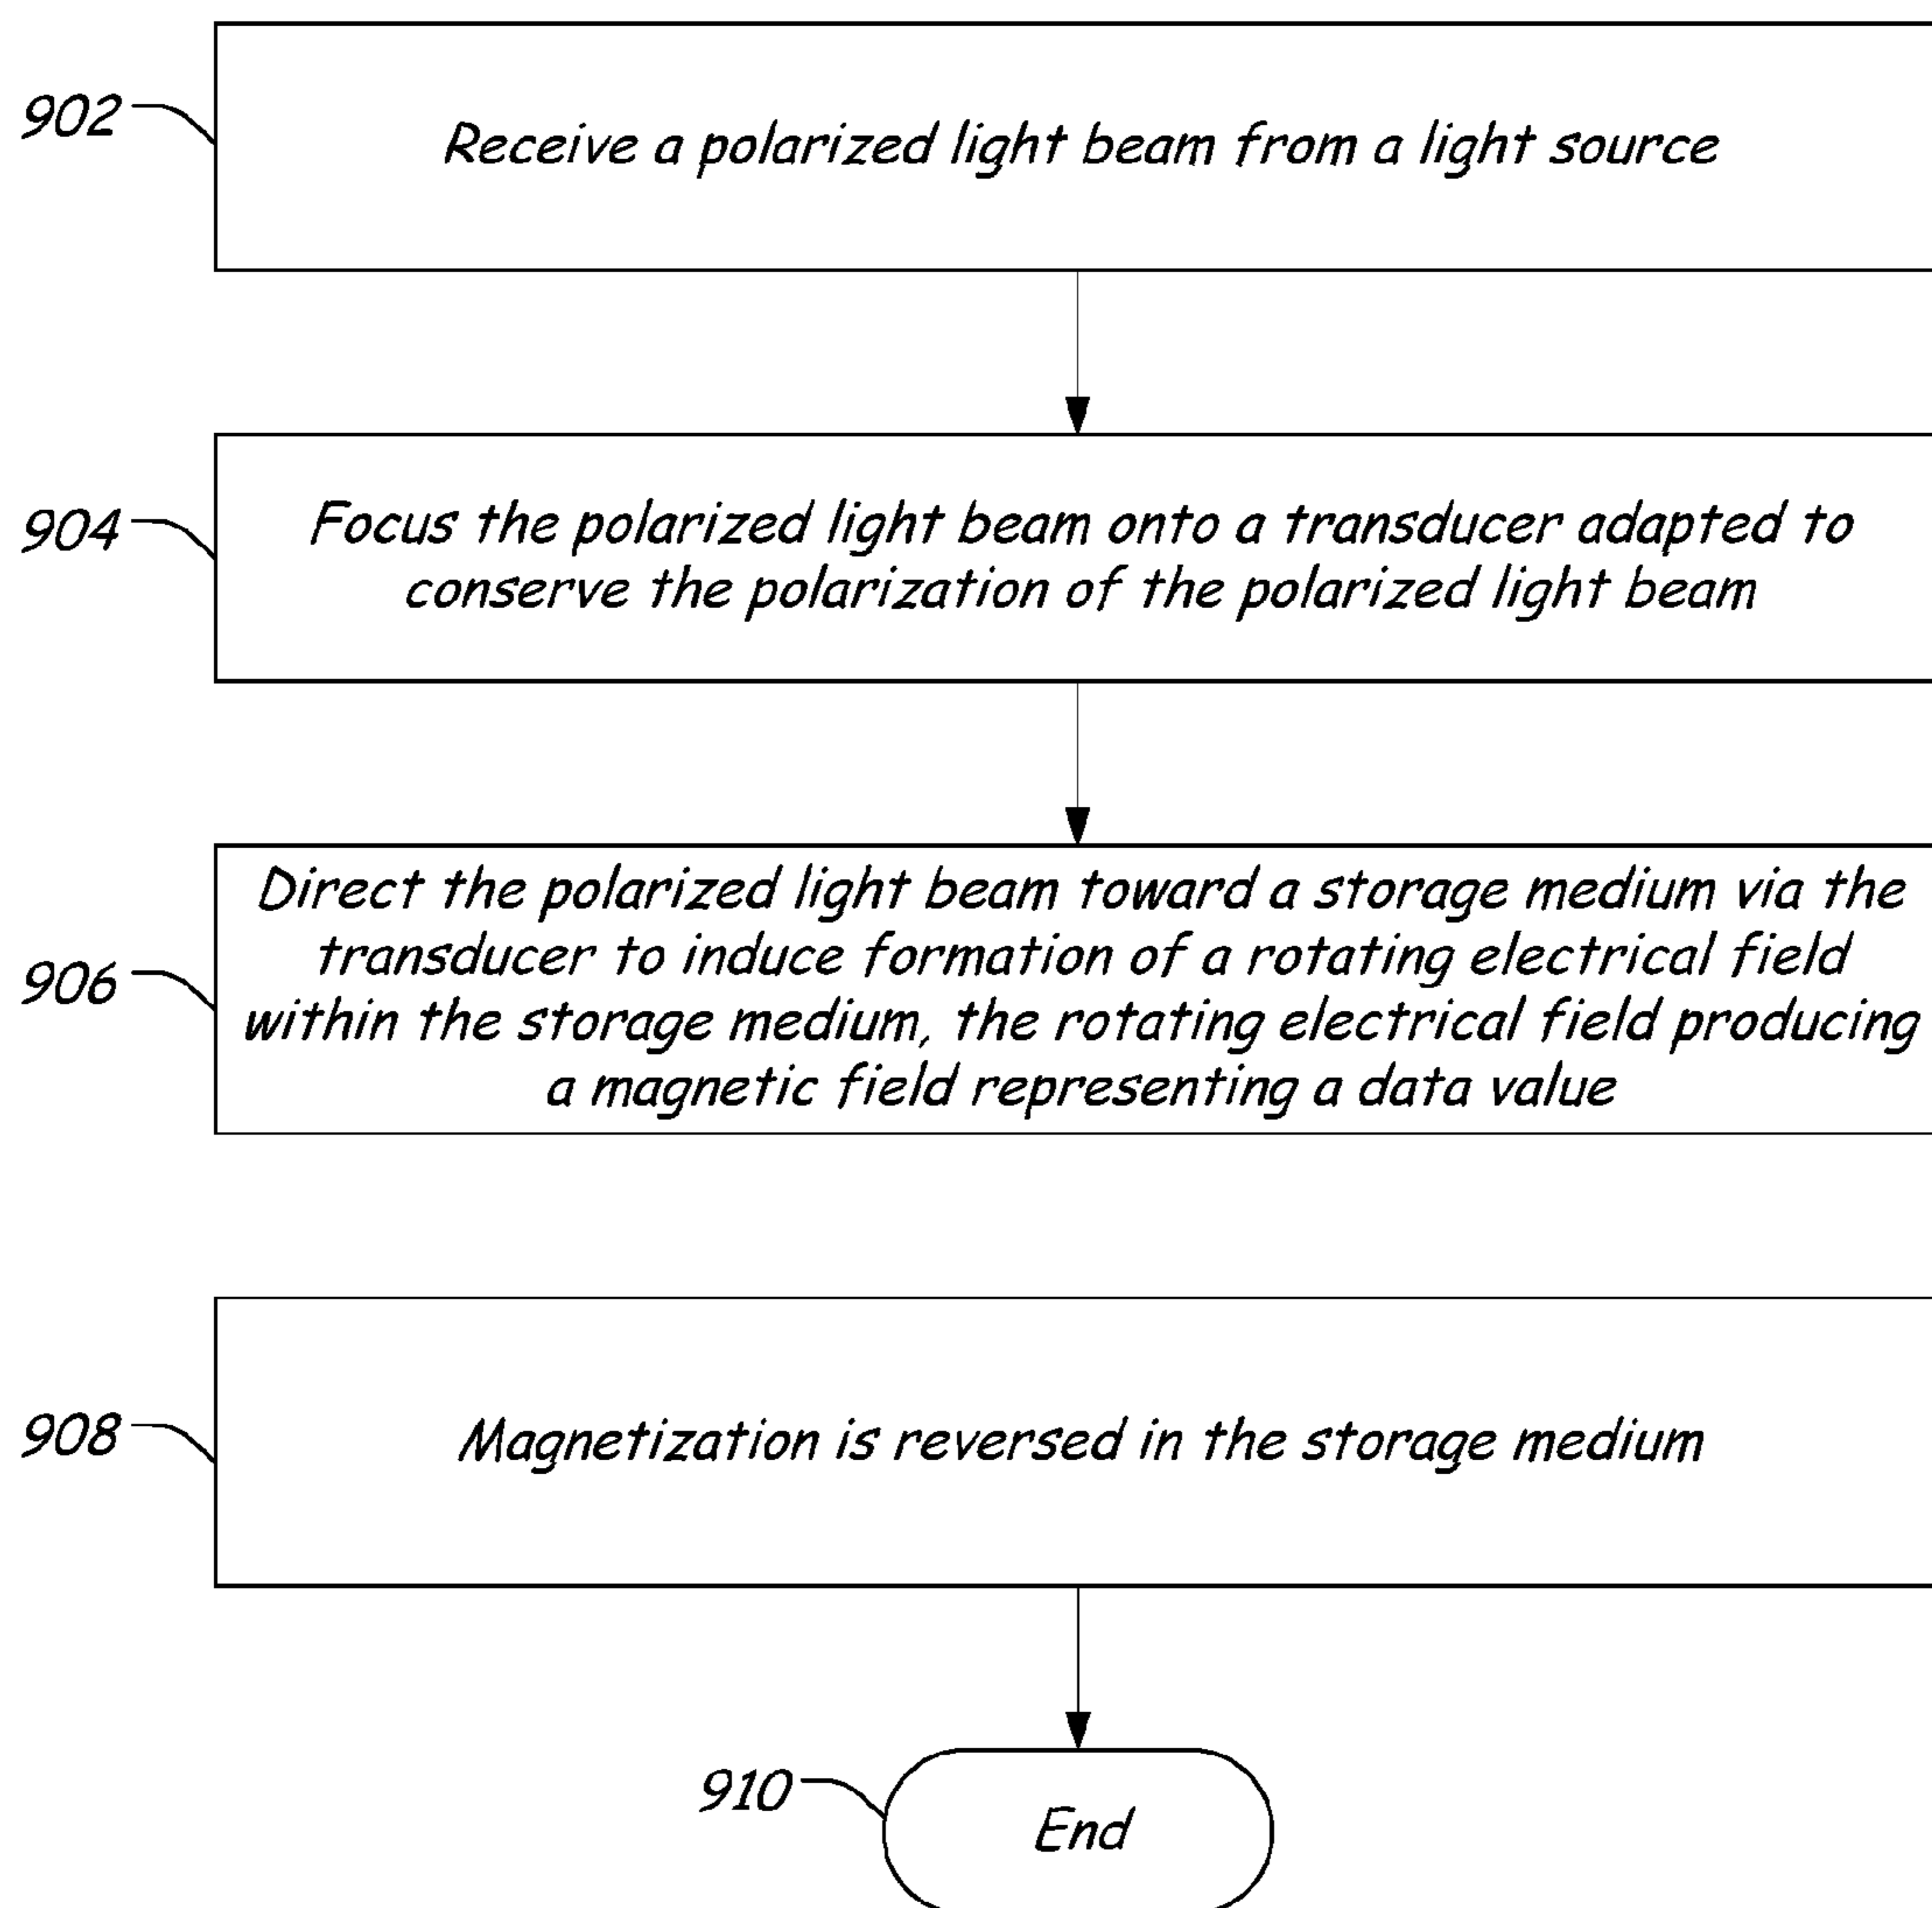 902
Receive a polarized light beam from a light source
904
Focus the polarized light beam onto a transducer adapted to
conserve the polarization of the polarized light beam
906
Direct the polarized light beam toward a storage medium via the
transducer to induce formation of a rotating electrical field
within the storage medium, the rotating electrical field producing
a magnetic field representing a data value
908
Magnetization is reversed in the storage medium
910
End